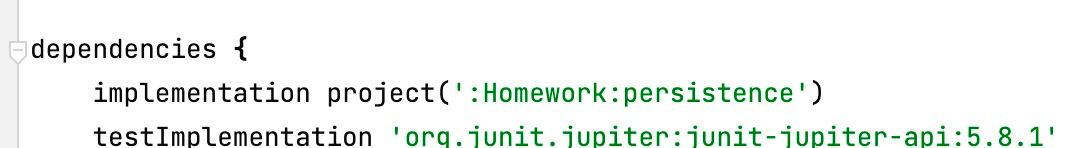 dependencies {
implementation project(':Homework:persistence')
testImplementation 'org.junit.jupiter:junit-jupiter-api:5.8.1'